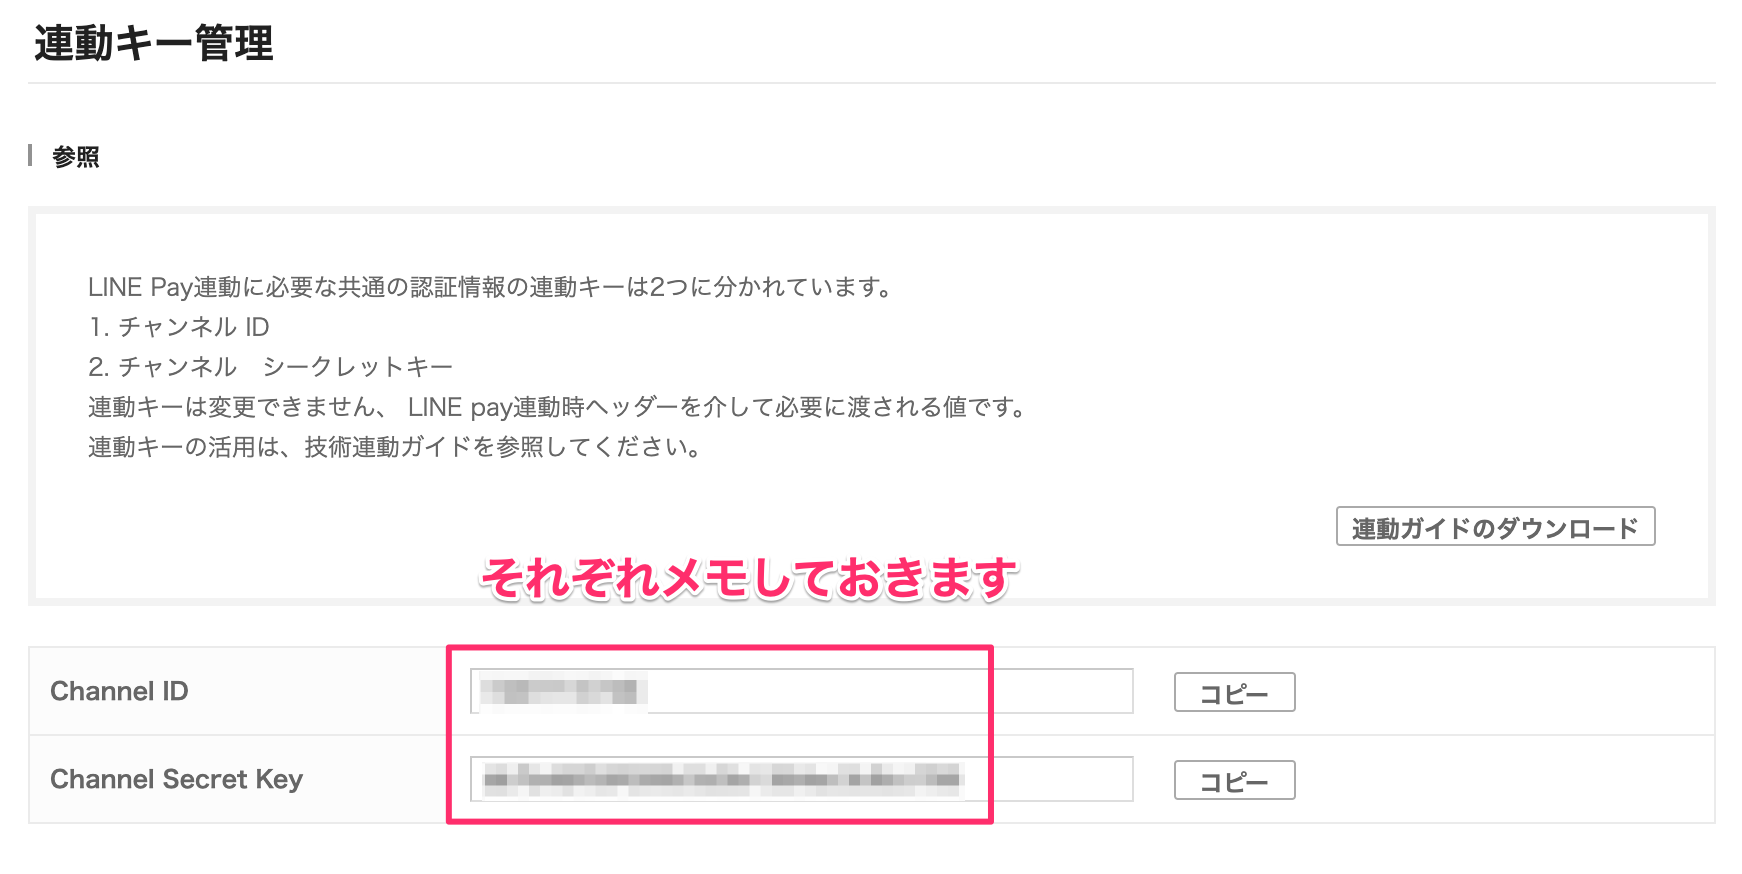 連動キー管理
参照
LINE Pay連動に必要な共通の認証情報の連動キーは2つに分かれています。
1. チャンネル ID
2. チャンネル　シークレットキー
連動キーは変更できません、 LINE pay連動時ヘッダーを介して必要に渡される値です。
連動キーの活用は、技術連動ガイドを参照してください。
連動ガイドのダウンロード
それぞれメモしておきます
Channel ID
コピー
Channel Secret Key
コピー